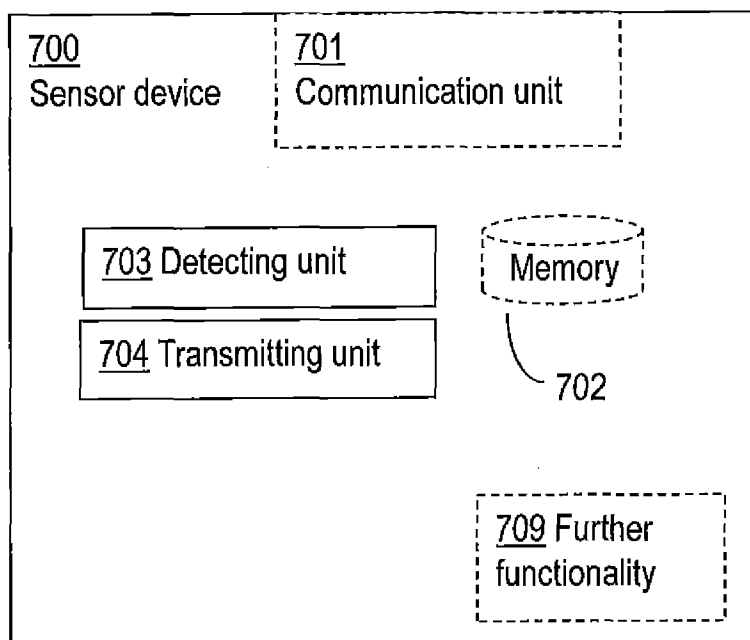 700
Sensor device
701
Communication unit
703 Detecting unit
Memory
704 Transmitting unit
702
709 Further
functionality